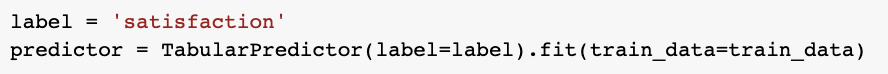 label = 'satisfaction'
predictor = TabularPredictor(label=label).fit(train_data=train_data)